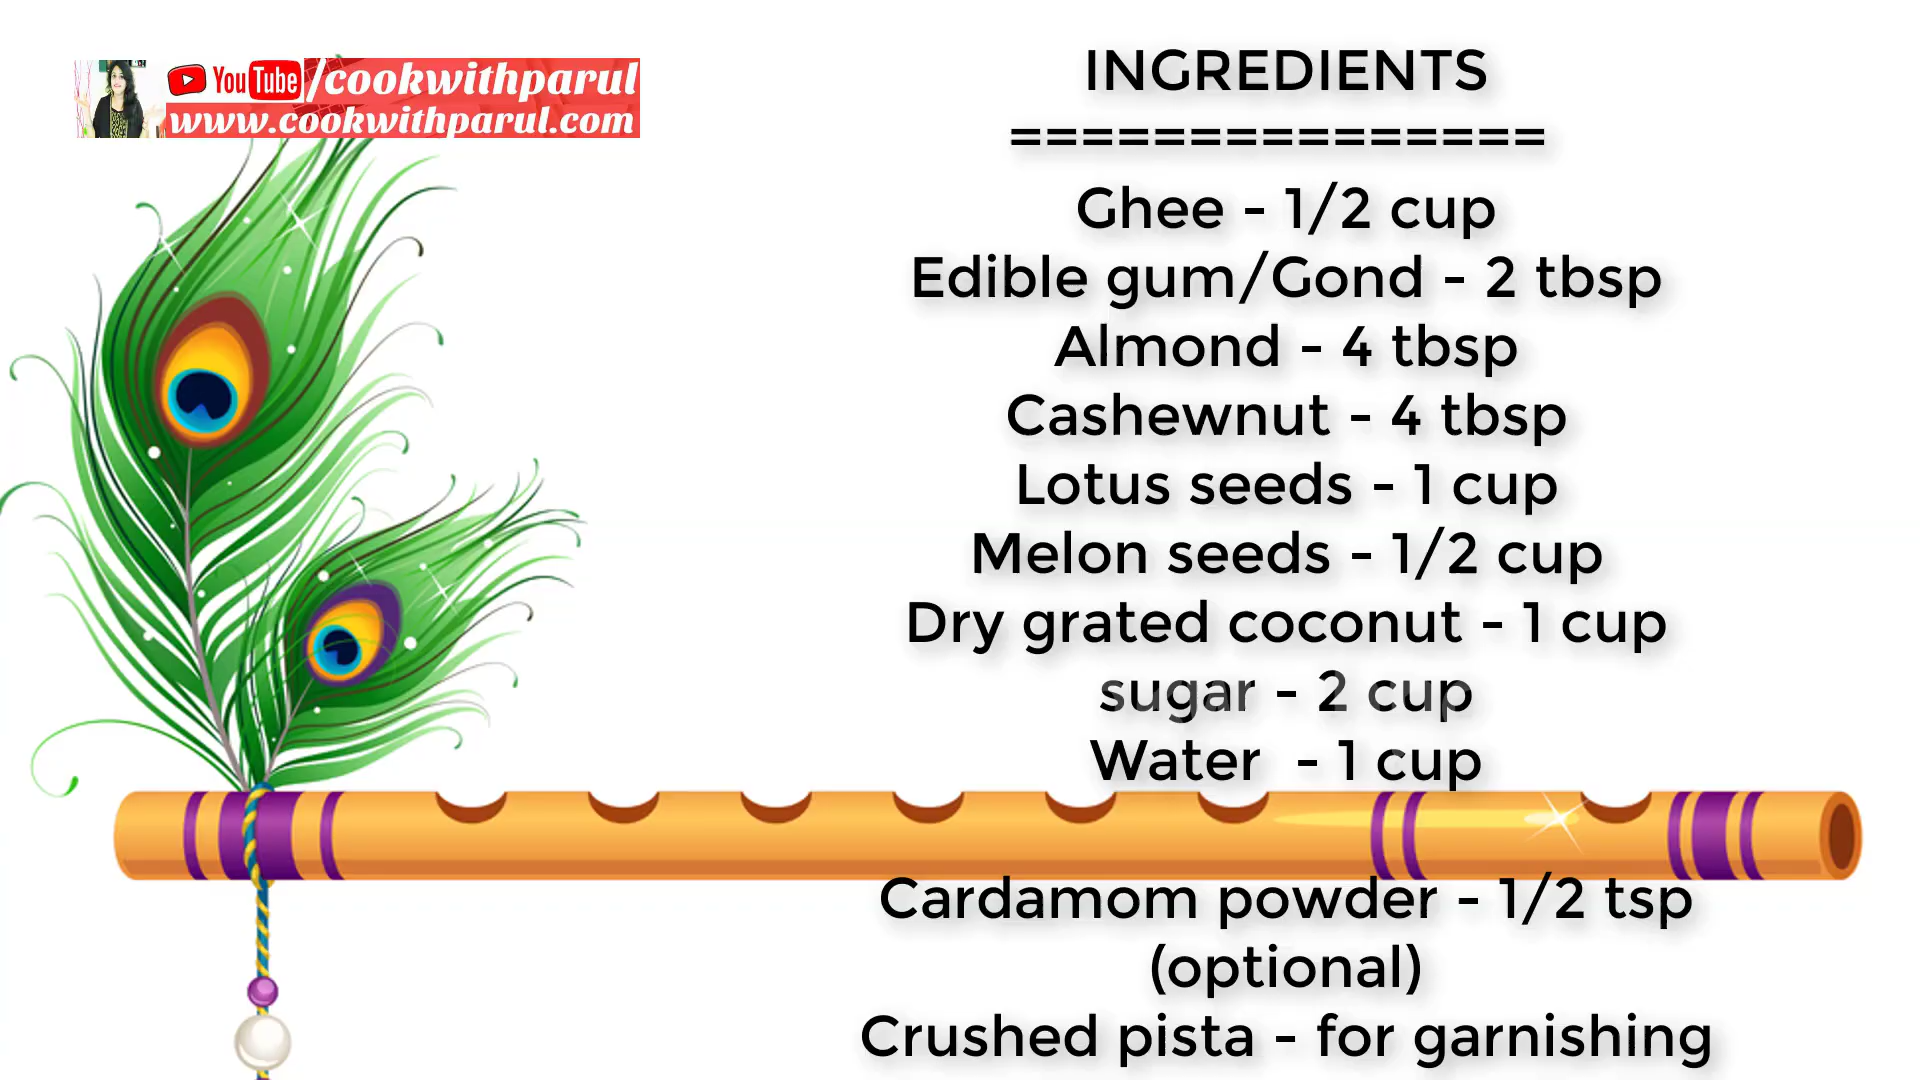 YouTube /cookwithparul
www.cookwithparul.com
INGREDIENTS
===============
Ghee - 1/2 cup
Edible gum/Gond - 2 tbsp
Almond - 4 tbsp
Cashewnut - 4 tbsp
Lotus seeds - 1 cup
Melon seeds - 1/2 cup
Dry grated coconut - 1 cup
sugar - 2 cup
Water - 1 cup
Cardamom powder - 1/2 tsp
(optional)
Crushed pista - for garnishing